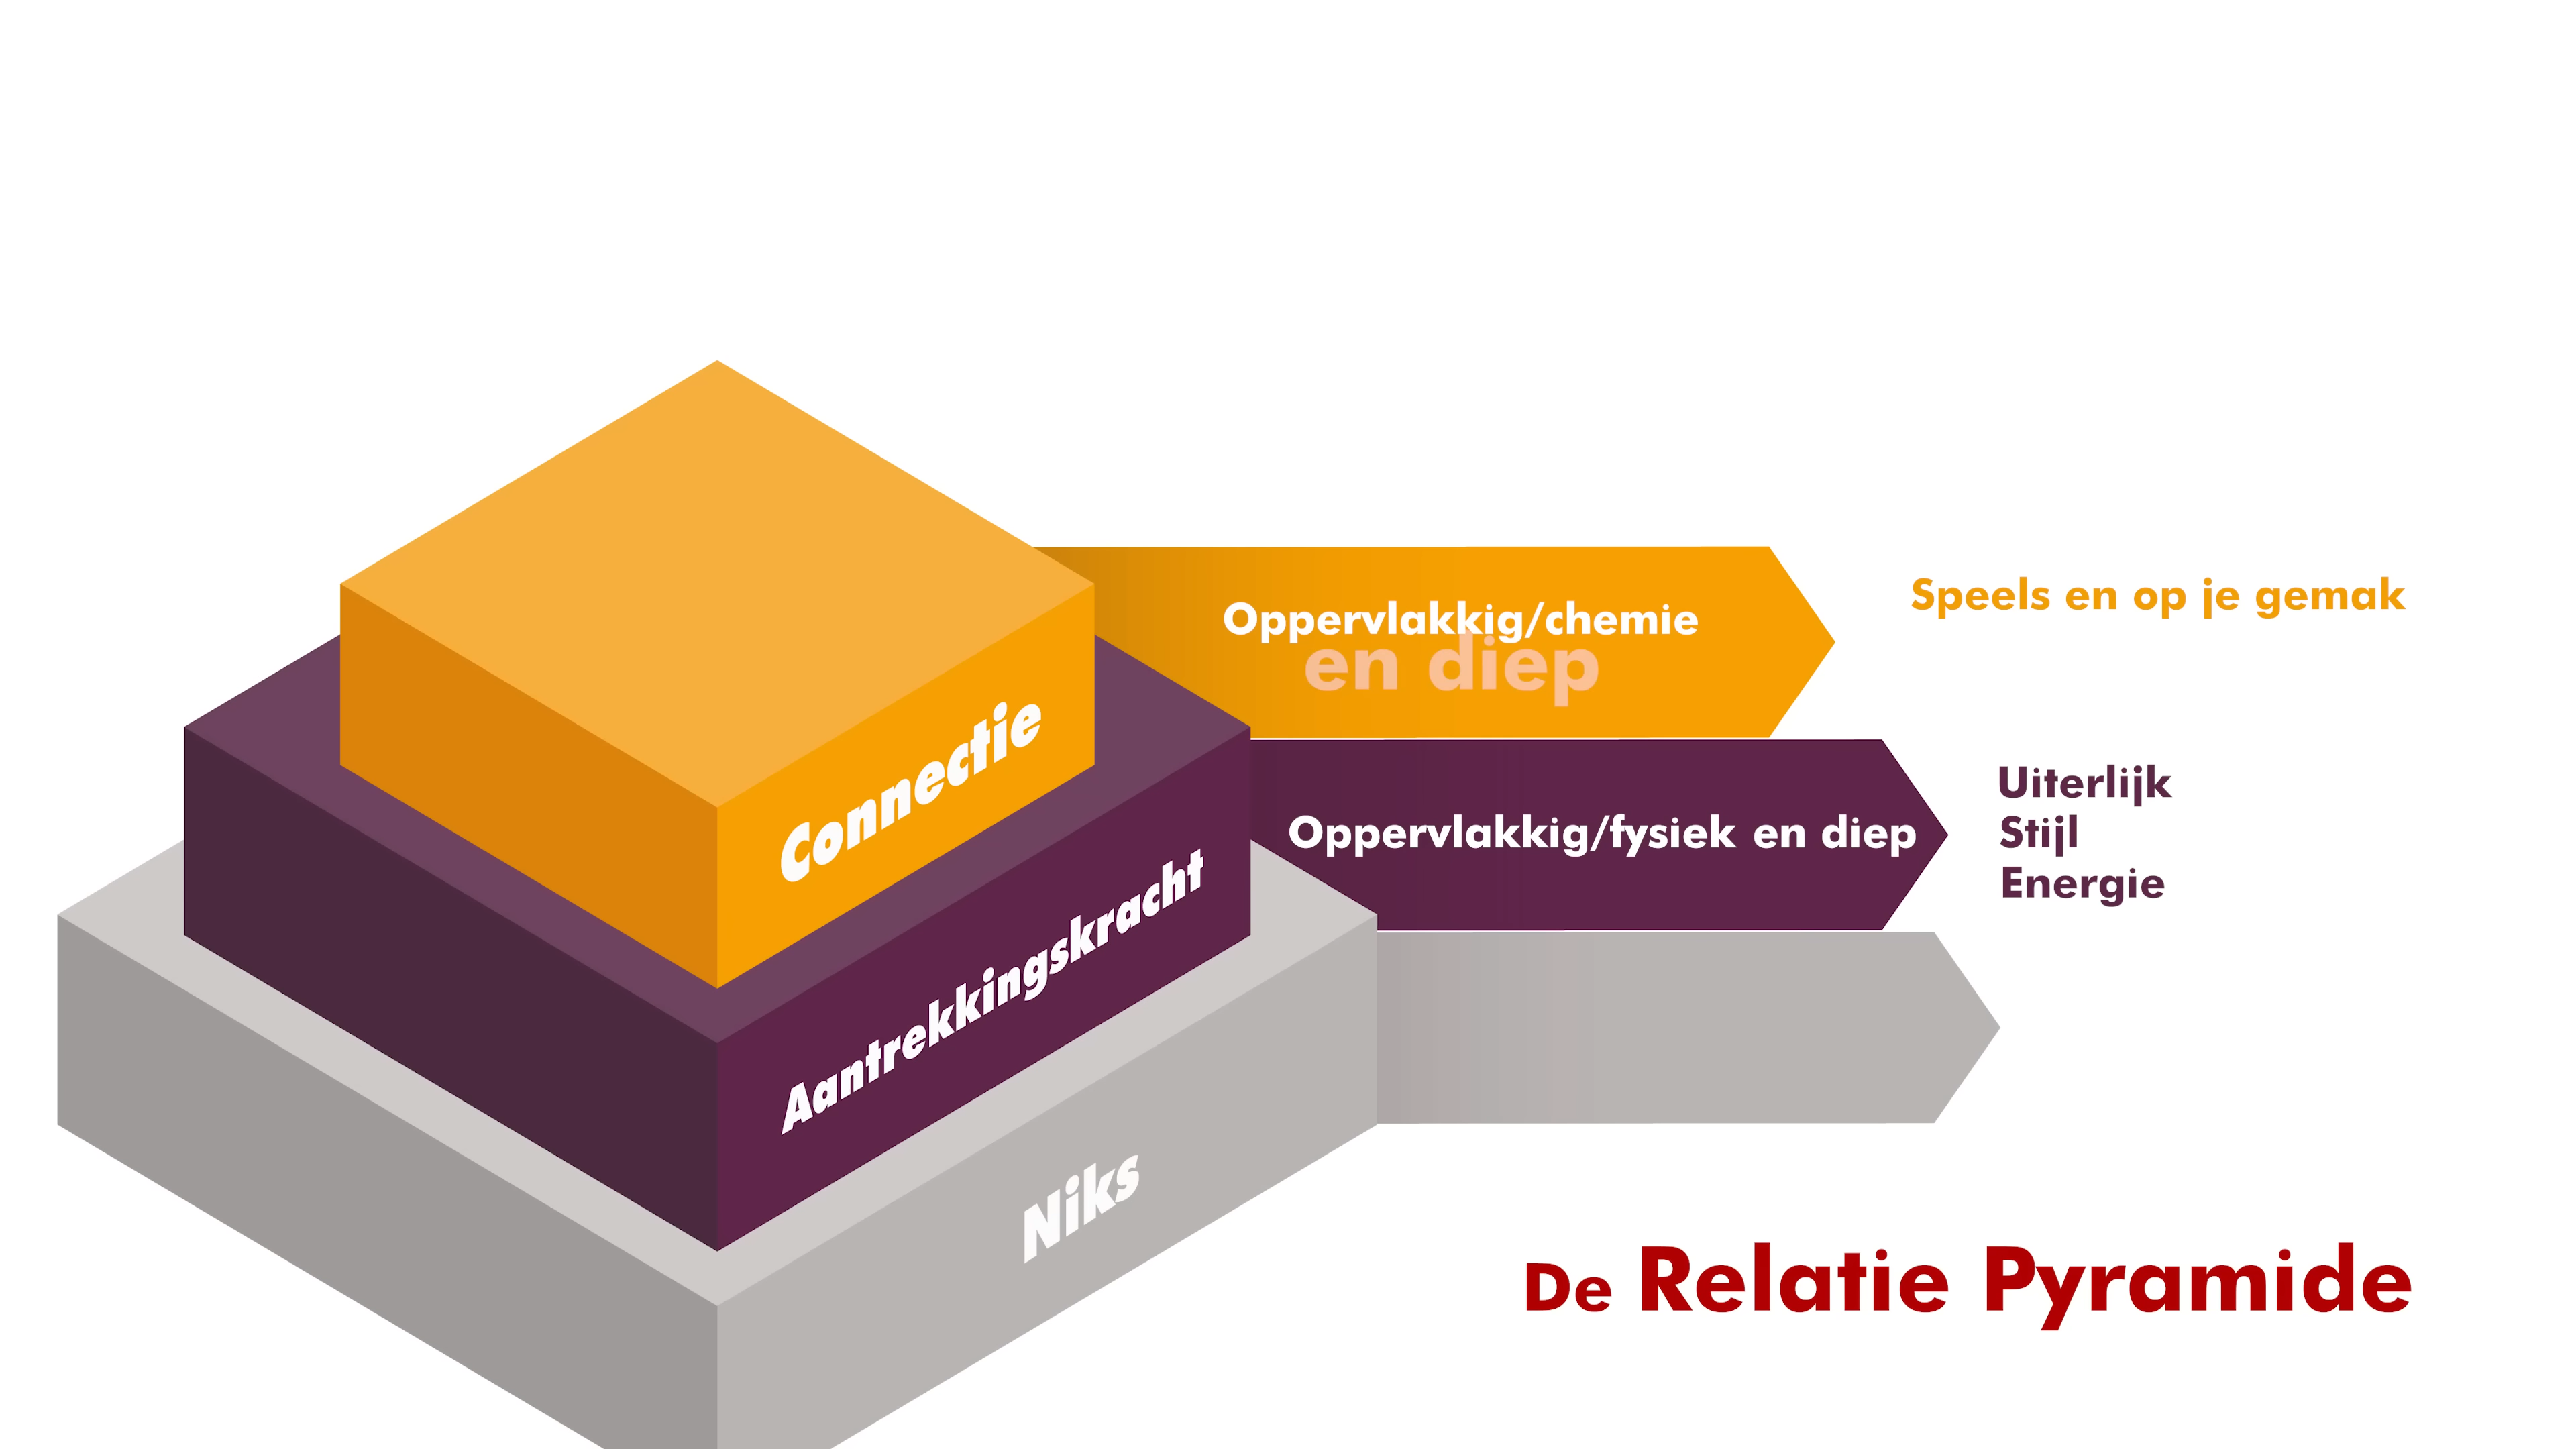 Oppervlakkig/chemie
en diep
Speels en op je gemak
Connectie
Oppervlakkig/fysiek en diep
Uiterlijk
Stijl
Energie
Aantrekkingskracht
Niks
De Relatie Pyramide